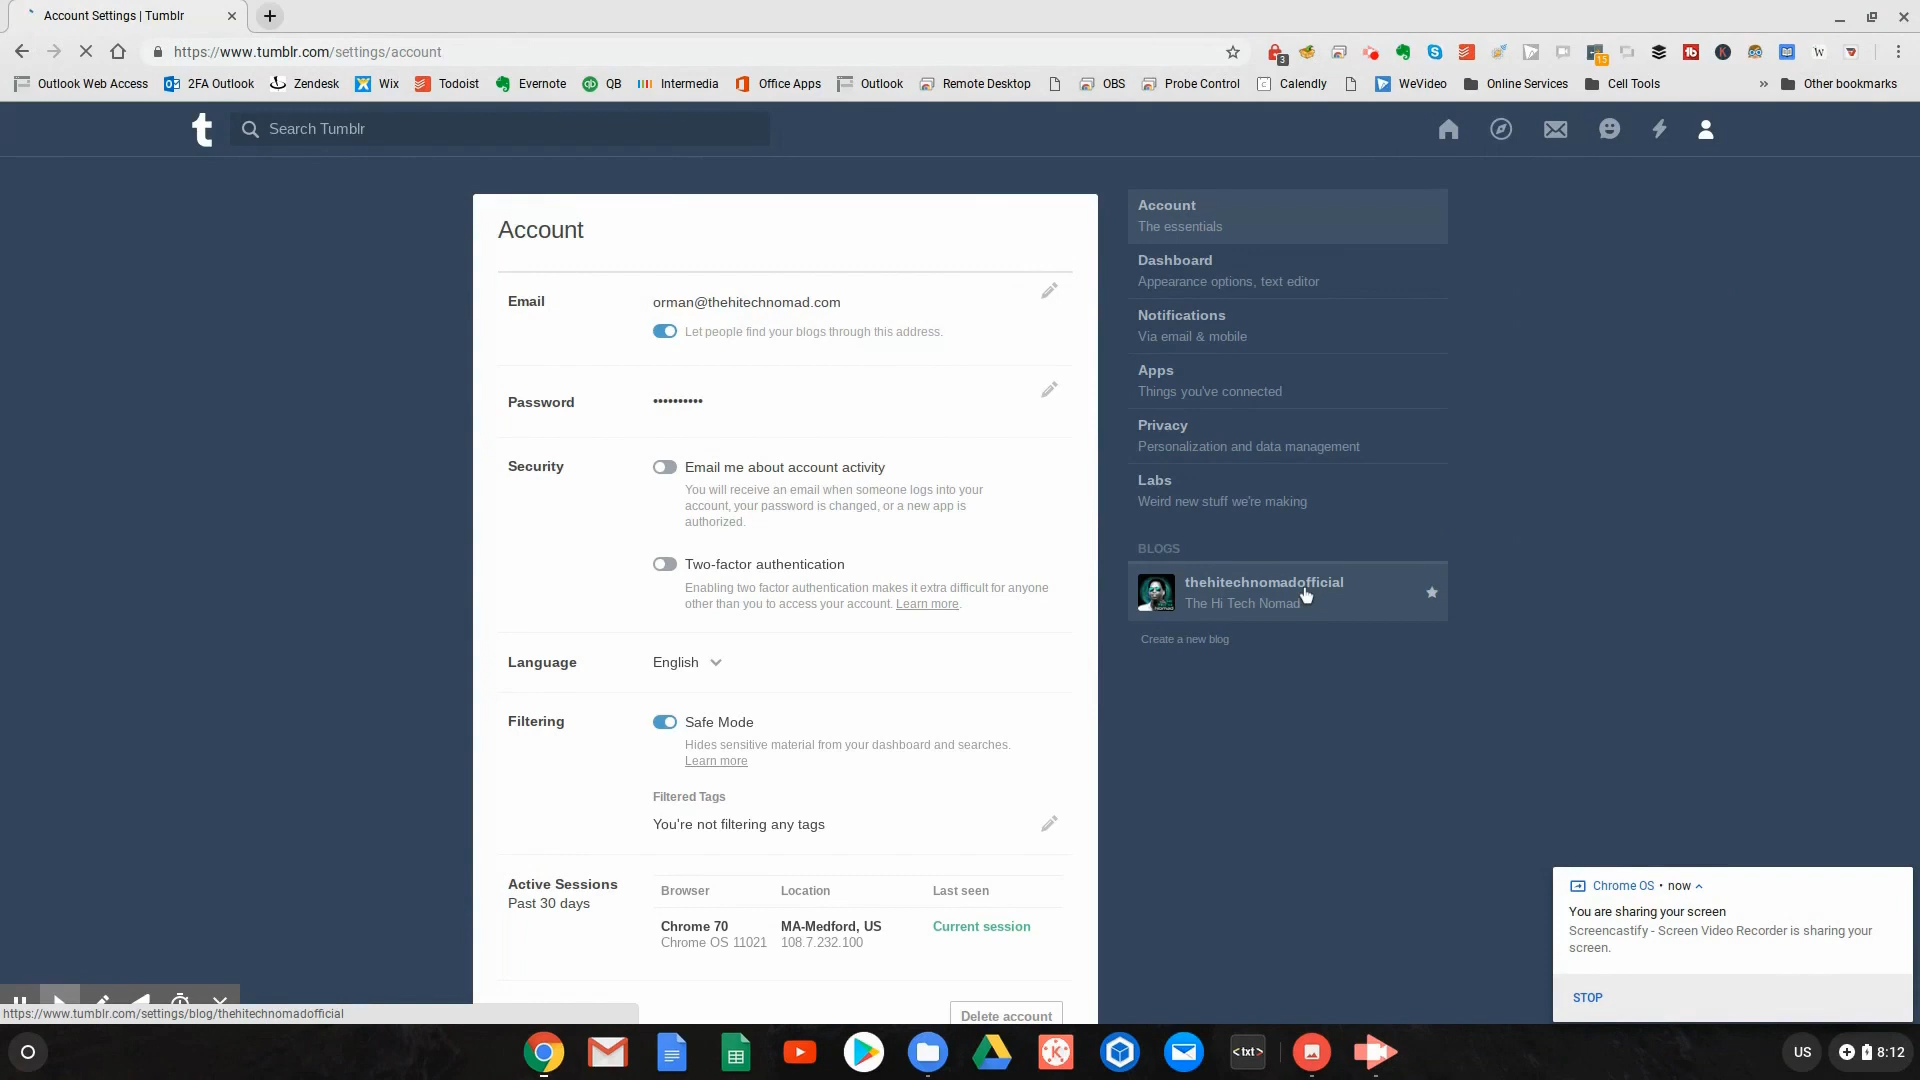 Account Settings | Tumblr
https://www.tumblr.com/settings/account
3
15
Outlook Web Access
2FA Outlook
Zendesk
Wix
Todoist
Evernote
QB
Intermedia
Office Apps
Outlook
Remote Desktop
OBS
Probe Control
Calendly
WeVideo
Online Services
Cell Tools
» Other bookmarks
t
Search Tumblr
Account
Email
orman@thehitechnomad.com
Let people find your blogs through this address.
Password
••••••••••
Security
Email me about account activity
You will receive an email when someone logs into your
account, your password is changed, or a new app is
authorized.
Two-factor authentication
Enabling two factor authentication makes it extra difficult for anyone
other than you to access your account. Learn more.
Language
English
Filtering
Safe Mode
Hides sensitive material from your dashboard and searches.
Learn more
Filtered Tags
You're not filtering any tags
Active Sessions
Past 30 days
Browser Location Last seen
Chrome 70 MA-Medford, US Current session
Chrome OS 11021 108.7.232.100
Delete account
Account
The essentials
Dashboard
Appearance options, text editor
Notifications
Via email & mobile
Apps
Things you've connected
Privacy
Personalization and data management
Labs
Weird new stuff we're making
BLOGS
thehitechnomadofficial
The Hi Tech Nomad
Create a new blog
Chrome OS • now
You are sharing your screen
Screencastify - Screen Video Recorder is sharing your
screen.
STOP
https://www.tumblr.com/settings/blog/thehitechnomadofficial
<txt>
US
8:12